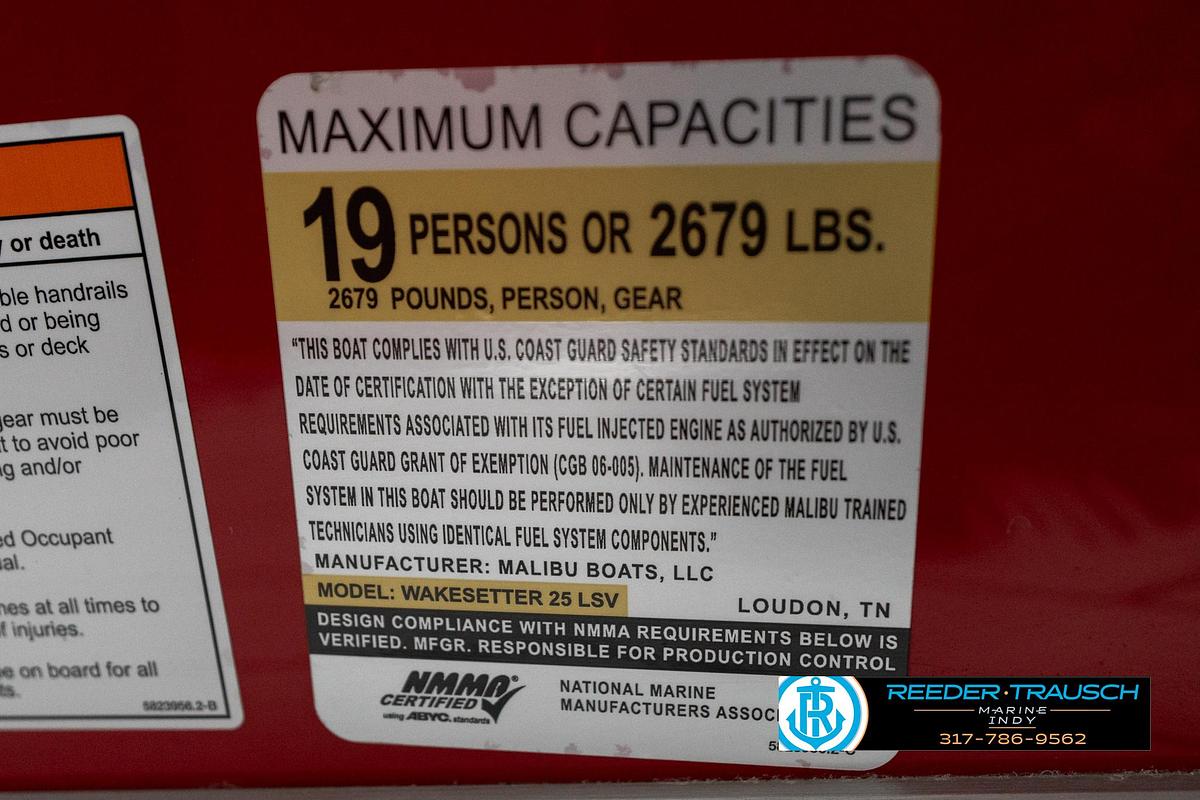 y or death
ble handrails
d or being
s or deck
gear must be
t to avoid poor
ng and/or
ed Occupant
al.
nes at all times to
f injuries.
e on board for all
ts.
5823956.2-B
MAXIMUM CAPACITIES
19 PERSONS OR 2679 LBS.
2679 POUNDS, PERSON, GEAR
"THIS BOAT COMPLIES WITH U.S. COAST GUARD SAFETY STANDARDS IN EFFECT ON THE
DATE OF CERTIFICATION WITH THE EXCEPTION OF CERTAIN FUEL SYSTEM
REQUIREMENTS ASSOCIATED WITH ITS FUEL INJECTED ENGINE AS AUTHORIZED BY U.S.
COAST GUARD GRANT OF EXEMPTION (CGB 06-005). MAINTENANCE OF THE FUEL
SYSTEM IN THIS BOAT SHOULD BE PERFORMED ONLY BY EXPERIENCED MALIBU TRAINED
TECHNICIANS USING IDENTICAL FUEL SYSTEM COMPONENTS."
MANUFACTURER: MALIBU BOATS, LLC
MODEL: WAKESETTER 25 LSV
LOUDON, TN
DESIGN COMPLIANCE WITH NMMA REQUIREMENTS BELOW IS
VERIFIED. MFGR. RESPONSIBLE FOR PRODUCTION CONTROL
NMMA
CERTIFIED
using ABYC. standards
NATIONAL MARINE
MANUFACTURERS ASSOC
R
REEDER·TRAUSCH
MARINE
INDY
317-786-9562